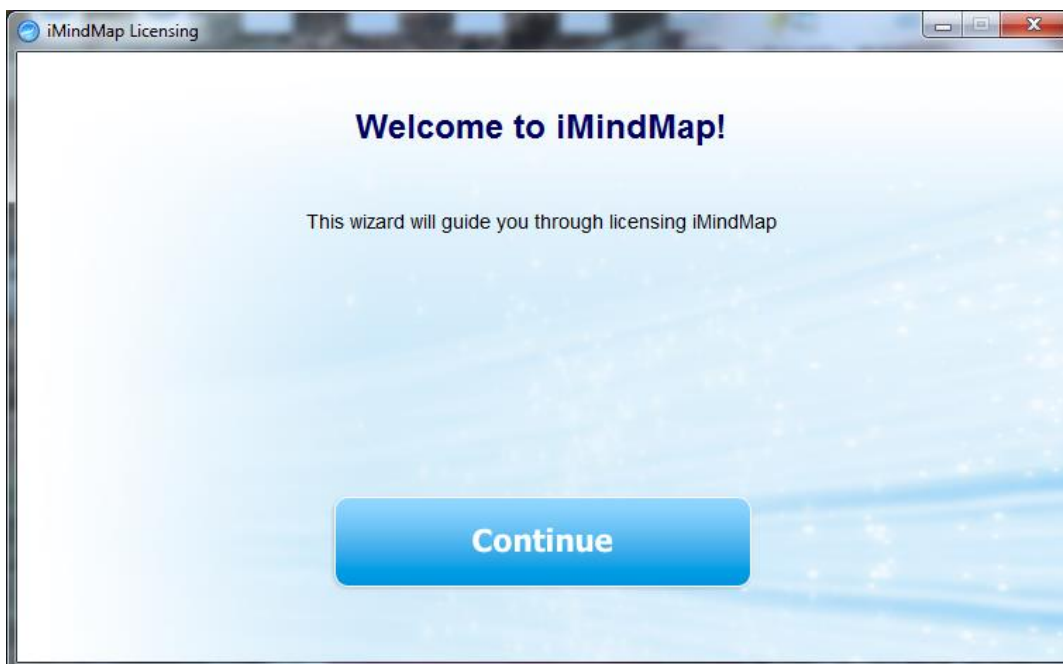 iMindMap Licensing
Welcome to iMindMap!
This wizard will guide you through licensing iMindMap
Continue